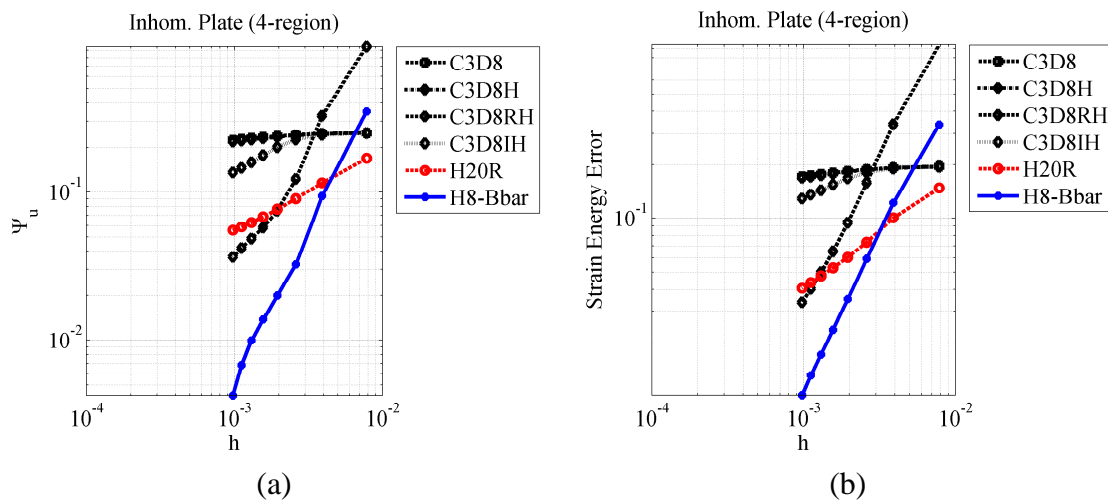 Inhom. Plate (4-region)
10^-1
10^-2
Ψ_u
10^-4
10^-3
10^-2
h
C3D8
C3D8H
C3D8RH
C3D8IH
H20R
H8-Bbar
(a)
Inhom. Plate (4-region)
10^-1
Strain Energy Error
10^-4
10^-3
10^-2
h
C3D8
C3D8H
C3D8RH
C3D8IH
H20R
H8-Bbar
(b)